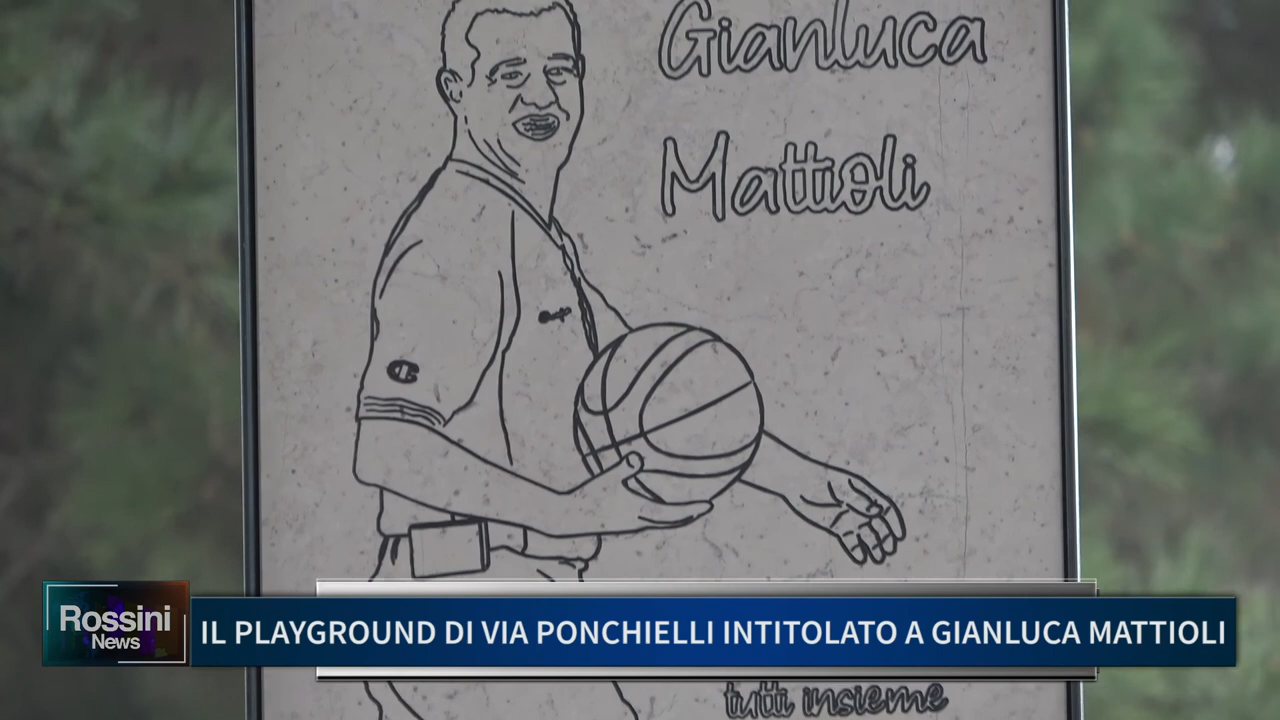 Gianluca
Mattioli
Rossini
News
IL PLAYGROUND DI VIA PONCHIELLI INTITOLATO A GIANLUCA MATTIOLI
tutti insieme